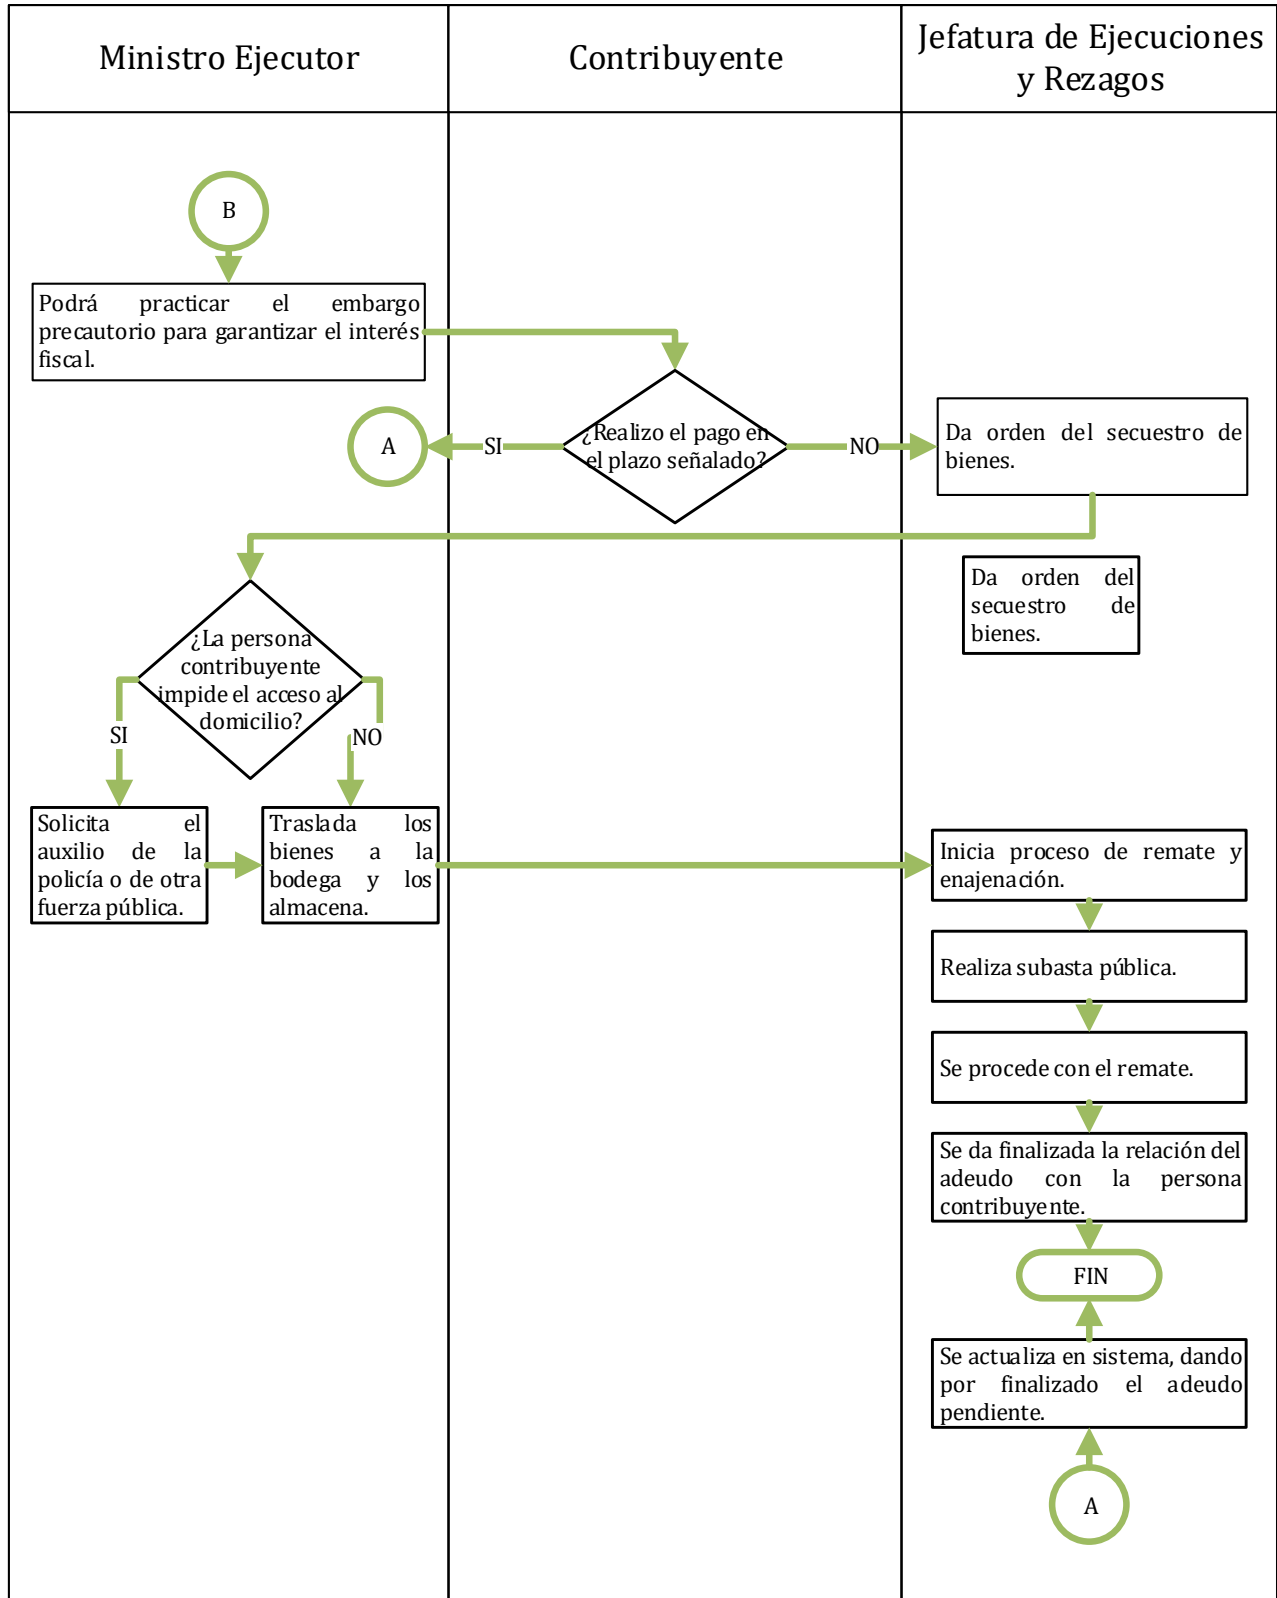 Ministro Ejecutor
Contribuyente
Jefatura de Ejecuciones
y Rezagos
B
Podrá practicar el embargo
precautorio para garantizar el interés
fiscal.
A
SI
¿Realizo el pago en
el plazo señalado?
NO
Da orden del secuestro de
bienes.
Da orden del
secuestro de
bienes.
¿La persona
contribuyente
impide el acceso al
domicilio?
SI
NO
Solicita el
auxilio de la
policía o de otra
fuerza pública.
Traslada los
bienes a la
bodega y los
almacena.
Inicia proceso de remate y
enajenación.
Realiza subasta pública.
Se procede con el remate.
Se da finalizada la relación del
adeudo con la persona
contribuyente.
FIN
Se actualiza en sistema, dando
por finalizado el adeudo
pendiente.
A